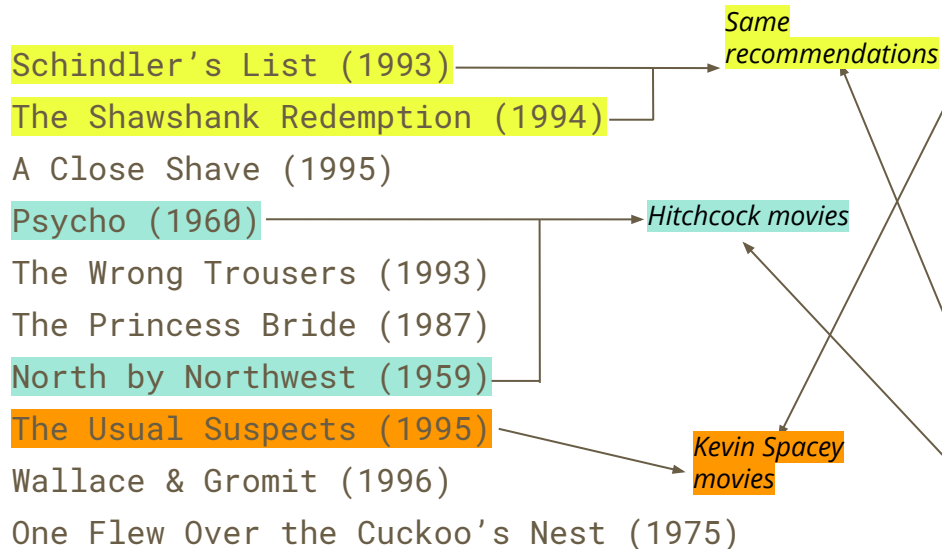 Same
recommendations
Schindler’s List (1993)
The Shawshank Redemption (1994)
A Close Shave (1995)
Psycho (1960)
Hitchcock movies
The Wrong Trousers (1993)
The Princess Bride (1987)
North by Northwest (1959)
The Usual Suspects (1995)
Kevin Spacey
movies
Wallace & Gromit (1996)
One Flew Over the Cuckoo’s Nest (1975)